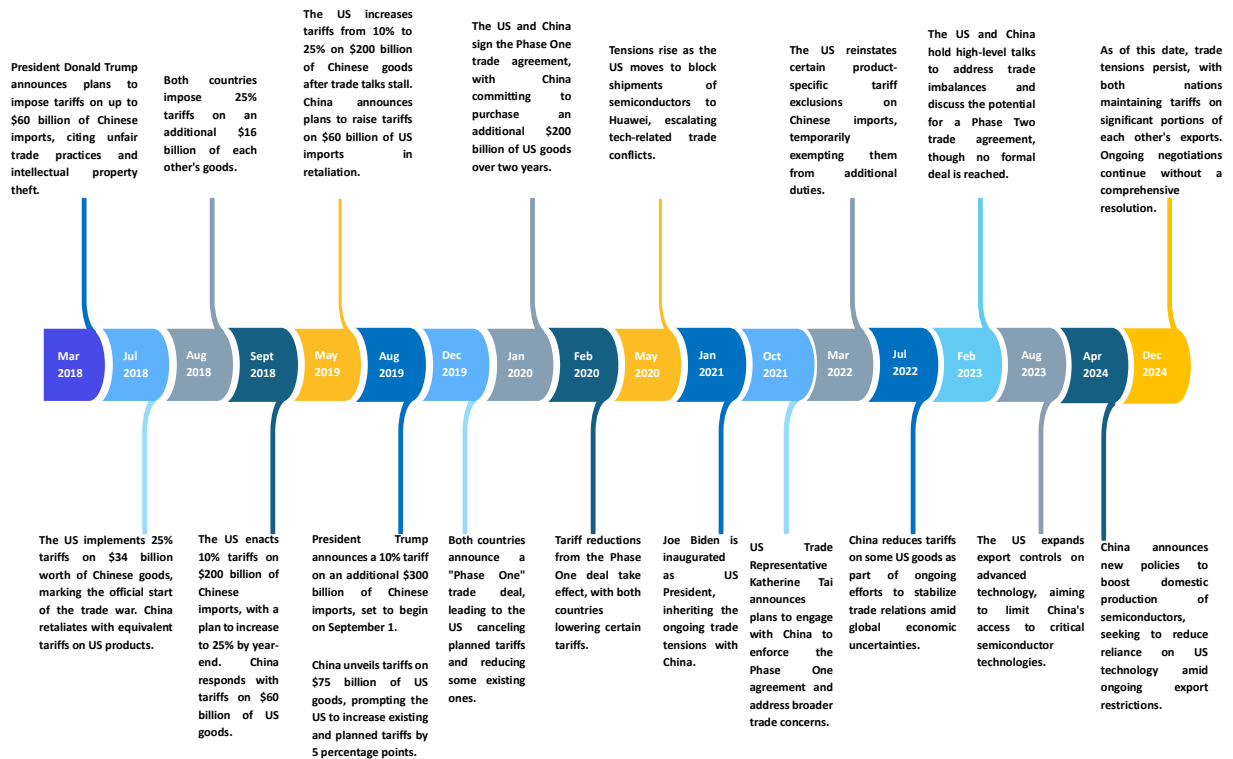 President Donald Trump
announces plans to
impose tariffs on up to
$60 billion of Chinese
imports, citing unfair
trade practices and
intellectual property
theft.
Both countries
impose 25%
tariffs on an
additional $16
billion of each
other's goods.
The US increases
tariffs from 10% to
25% on $200 billion
of Chinese goods
after trade talks stall.
China announces
plans to raise tariffs
on $60 billion of US
imports in
retaliation.
The US and China
sign the Phase One
trade agreement,
with China
committing to
purchase an
additional $200
billion of US goods
over two years.
Tensions rise as the
US moves to block
shipments of
semiconductors to
Huawei, escalating
tech-related trade
conflicts.
The US reinstates
certain product-
specific tariff
exclusions on
Chinese imports,
temporarily
exempting them
from additional
duties.
The US and China
hold high-level talks
to address trade
imbalances and
discuss the potential
for a Phase Two
trade agreement,
though no formal
deal is reached.
As of this date, trade
tensions persist, with
both nations
maintaining tariffs on
significant portions of
each other's exports.
Ongoing negotiations
continue without a
comprehensive
resolution.
Mar
2018
Jul
2018
Aug
2018
Sept
2018
May
2019
Aug
2019
Dec
2019
Jan
2020
Feb
2020
May
2020
Jan
2021
Oct
2021
Mar
2022
Jul
2022
Feb
2023
Aug
2023
Apr
2024
Dec
2024
The US implements 25%
tariffs on $34 billion
worth of Chinese goods,
marking the official start
of the trade war. China
retaliates with equivalent
tariffs on US products.
The US enacts
10% tariffs on
$200 billion of
Chinese
imports, with a
plan to increase
to 25% by year-
end. China
responds with
tariffs on $60
billion of US
goods.
President Trump
announces a 10% tariff
on an additional $300
billion of Chinese
imports, set to begin
on September 1.
China unveils tariffs on
$75 billion of US
goods, prompting the
US to increase existing
and planned tariffs by
5 percentage points.
Both countries
announce a
"Phase One"
trade deal,
leading to the
US canceling
planned tariffs
and reducing
some existing
ones.
Tariff reductions
from the Phase
One deal take
effect, with both
countries
lowering certain
tariffs.
Joe Biden is
inaugurated
as US
President,
inheriting the
ongoing trade
tensions with
China.
US Trade
Representative
Katherine Tai
announces
plans to engage
with China to
enforce the
Phase One
agreement and
address broader
trade concerns.
China reduces tariffs
on some US goods as
part of ongoing
efforts to stabilize
trade relations amid
global economic
uncertainties.
The US expands
export controls on
advanced
technology, aiming
to limit China's
access to critical
semiconductor
technologies.
China announces
new policies to
boost domestic
production of
semiconductors,
seeking to reduce
reliance on US
technology amid
ongoing export
restrictions.